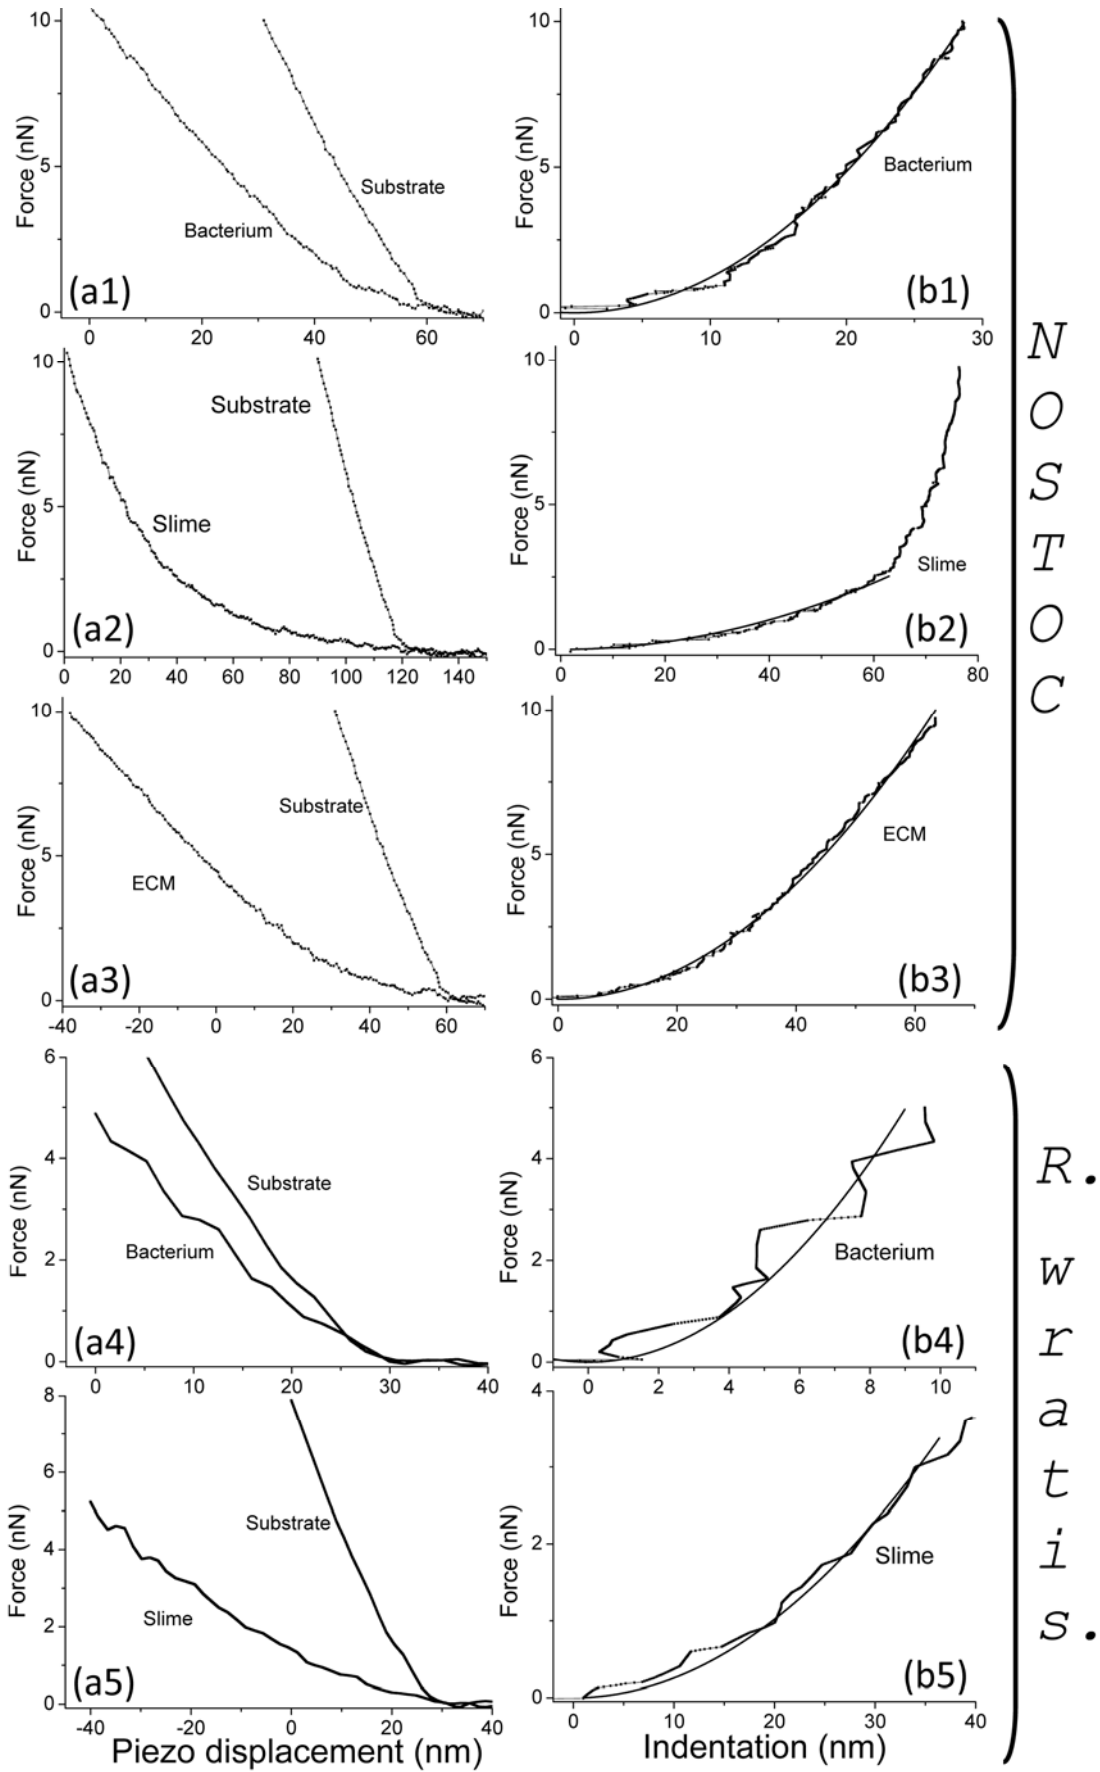 10
5
0
Force (nN)
Substrate
Bacterium
(a1)
0 20 40 60
10
5
0
Force (nN)
Bacterium
(b1)
0 10 20 30
10
5
0
Force (nN)
Substrate
Slime
(a2)
0 20 40 60 80 100 120 140
10
5
0
Force (nN)
Slime
(b2)
0 20 40 60 80
10
5
0
Force (nN)
Substrate
ECM
(a3)
-40 -20 0 20 40 60
10
5
0
Force (nN)
ECM
(b3)
0 20 40 60
NOSTOC
6
4
2
0
Force (nN)
Substrate
Bacterium
(a4)
0 10 20 30 40
6
4
2
0
Force (nN)
Bacterium
(b4)
0 2 4 6 8 10
8
6
4
2
0
Force (nN)
Substrate
Slime
(a5)
-40 -20 0 20 40
Piezo displacement (nm)
4
2
0
Force (nN)
Slime
(b5)
0 10 20 30 40
Indentation (nm)
R. wratis.